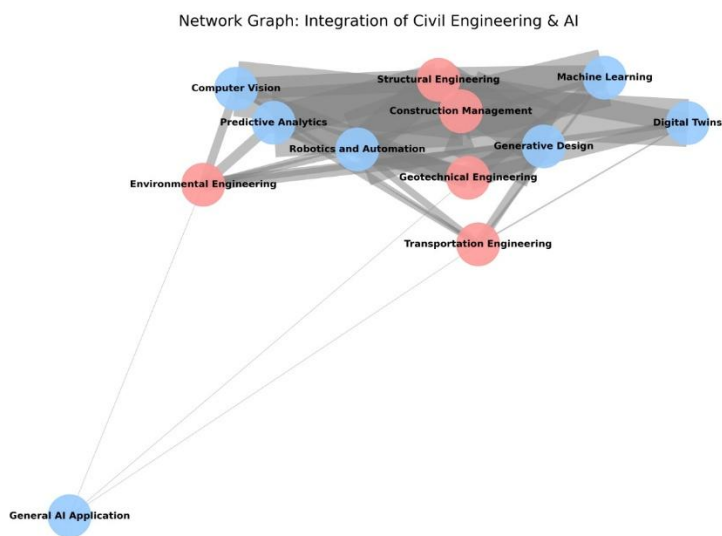 Network Graph: Integration of Civil Engineering & AI
Structural Engineering
Machine Learning
Computer Vision
Construction Management
Predictive Analytics
Digital Twins
Robotics and Automation
Generative Design
Environmental Engineering
Geotechnical Engineering
Transportation Engineering
General AI Application